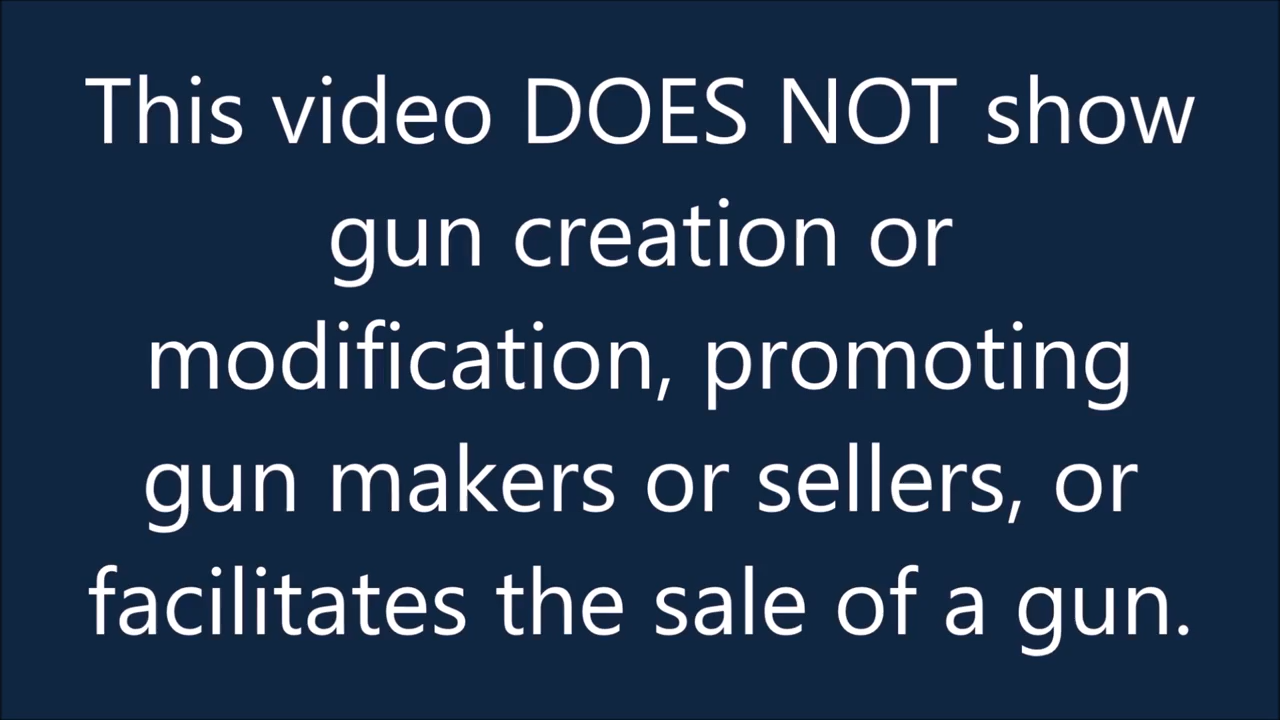 This video DOES NOT show
gun creation or
modification, promoting
gun makers or sellers, or
facilitates the sale of a gun.